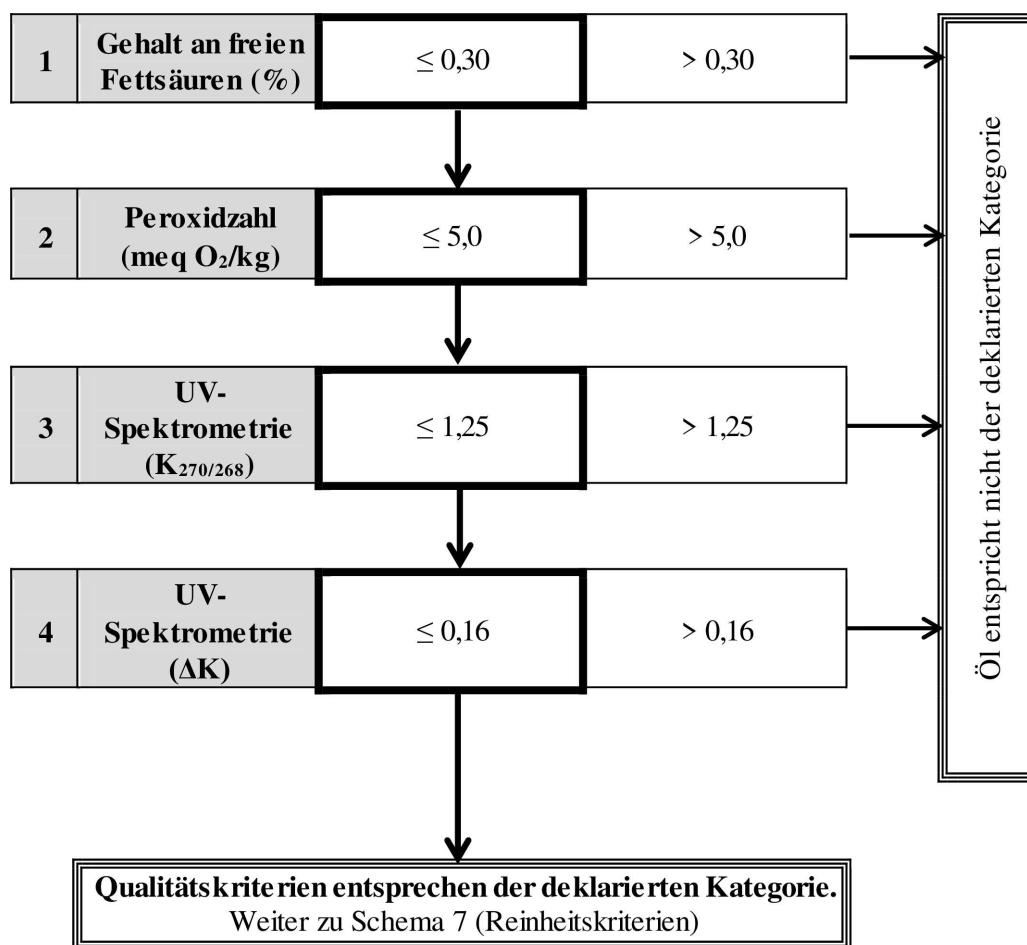 1
Gehalt an freien
Fettsäuren (%)
≤ 0,30
> 0,30
2
Peroxidzahl
(meq O₂/kg)
≤ 5,0
> 5,0
3
UV-
Spektrometrie
(K₂₇₀/₂₆₈)
≤ 1,25
> 1,25
4
UV-
Spektrometrie
(ΔK)
≤ 0,16
> 0,16
Öl entspricht nicht der deklarierten Kategorie
Qualitätskriterien entsprechen der deklarierten Kategorie.
Weiter zu Schema 7 (Reinheitskriterien)